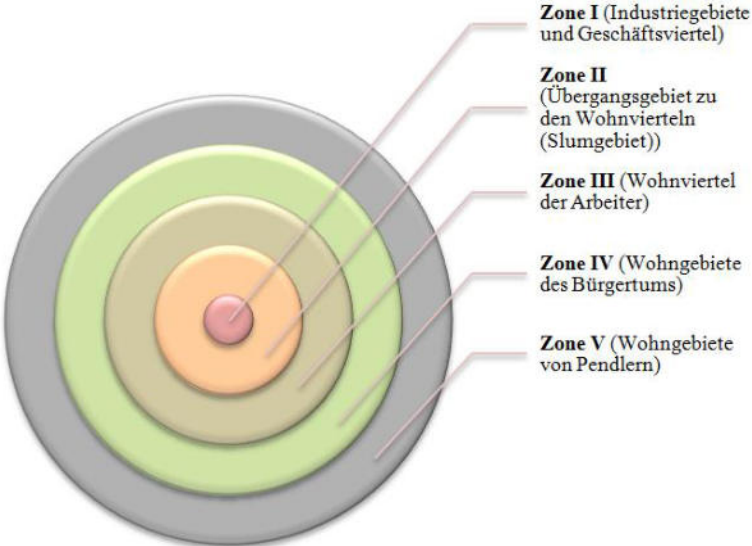 Zone I (Industriegebiete
und Geschäftsviertel)
Zone II
(Übergangsgebiet zu
den Wohnvierteln
(Slumgebiet))
Zone III (Wohnviertel
der Arbeiter)
Zone IV (Wohngebiete
des Bürgertums)
Zone V (Wohngebiete
von Pendlern)